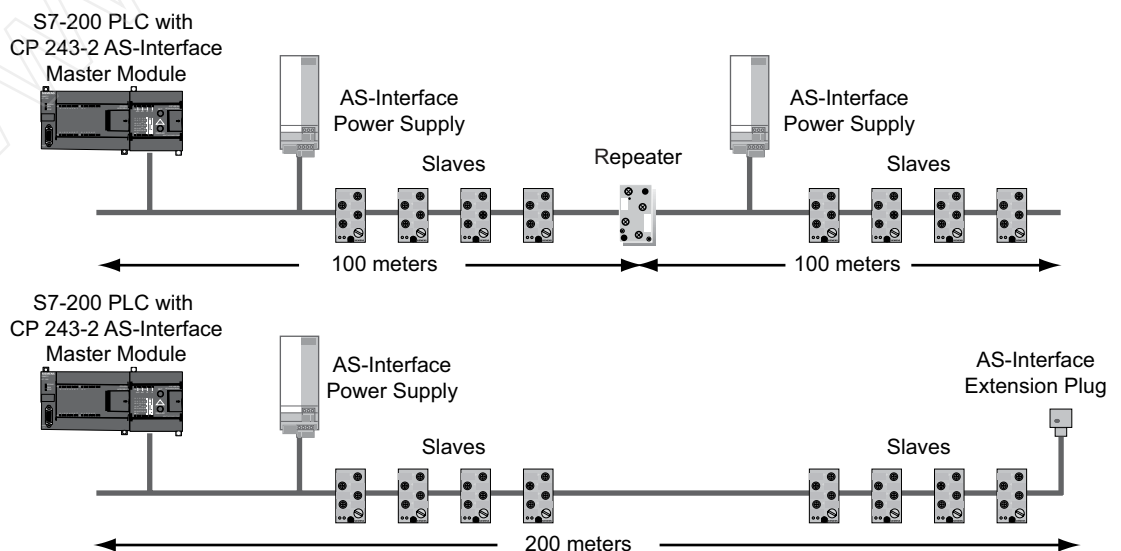 S7-200 PLC with
CP 243-2 AS-Interface
Master Module
AS-Interface
Power Supply
Slaves
Repeater
AS-Interface
Power Supply
Slaves
100 meters
100 meters
S7-200 PLC with
CP 243-2 AS-Interface
Master Module
AS-Interface
Power Supply
Slaves
Slaves
AS-Interface
Extension Plug
200 meters